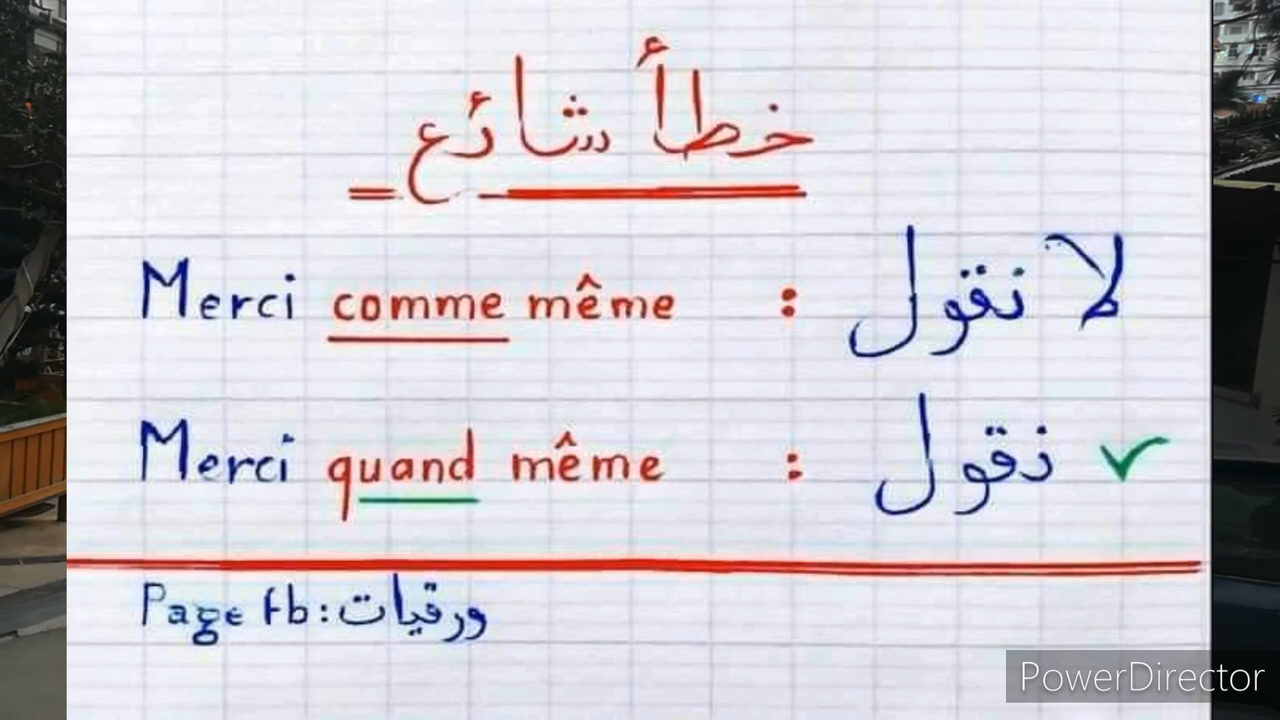 خطأ شائع
لا نقول : Merci comme même
✓ نقول : Merci quand même
Page fb: ورقيات
PowerDirector